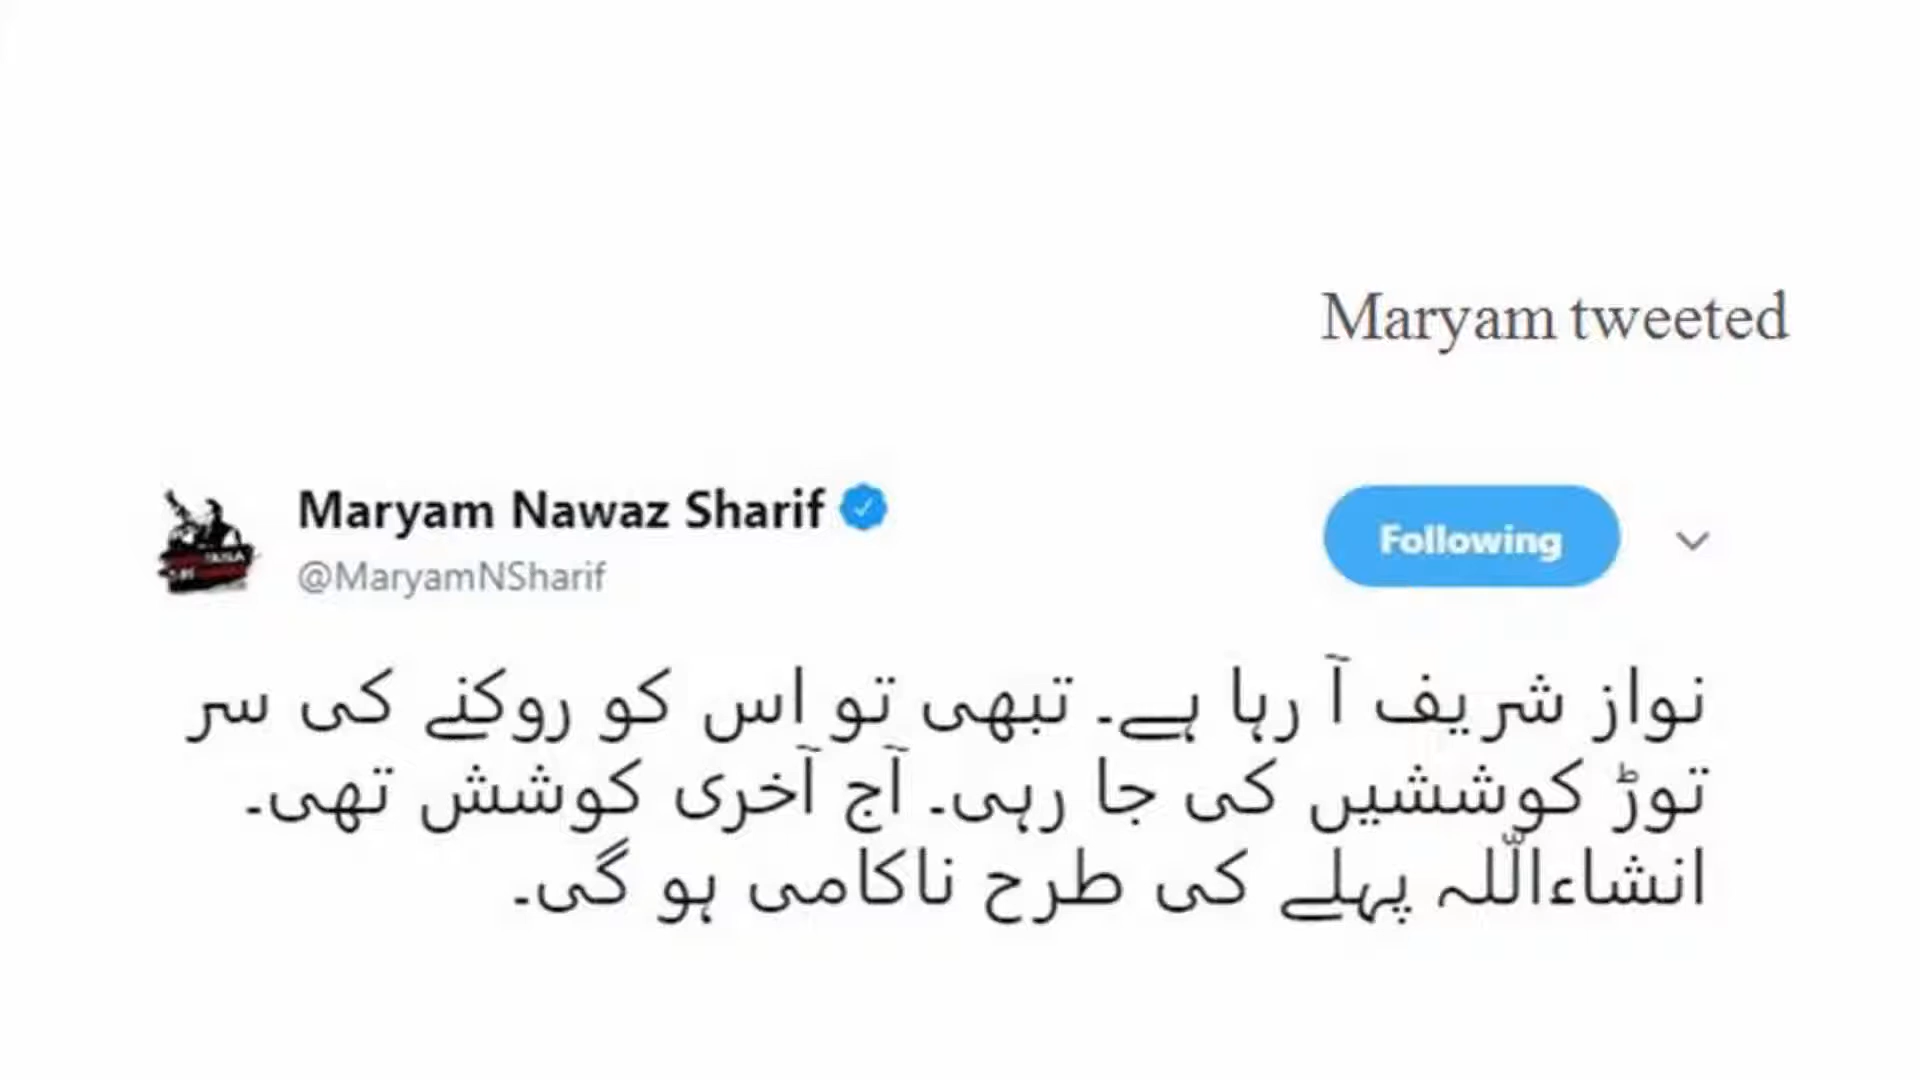 Maryam tweeted
Maryam Nawaz Sharif
@MaryamNSharif
Following
نواز شریف آ رہا ہے۔ تبھی تو اس کو روکنے کی سر
توڑ کوششیں کی جا رہی۔ آج آخری کوشش تھی۔
انشاءاللّہ پہلے کی طرح ناکامی ہو گی۔